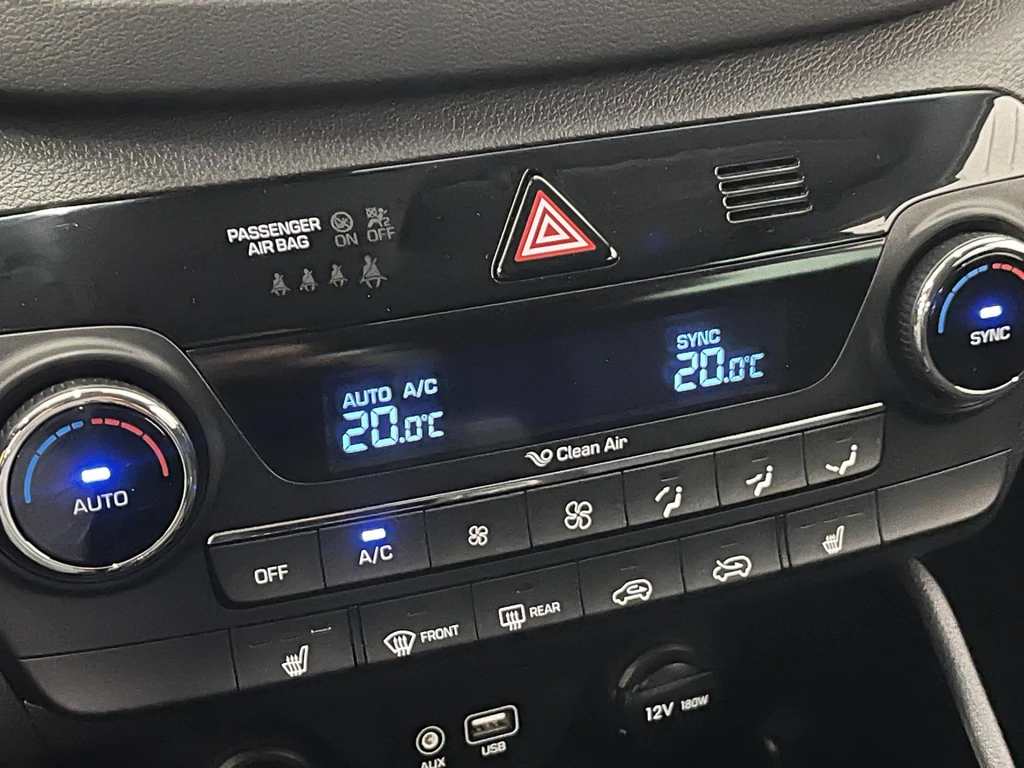 PASSENGER
AIR BAG
ON OFF
SYNC
20.0°C
SYNC
AUTO A/C
20.0°C
AUTO
Clean Air
OFF
A/C
FRONT
REAR
12V 180W
AUX
USB